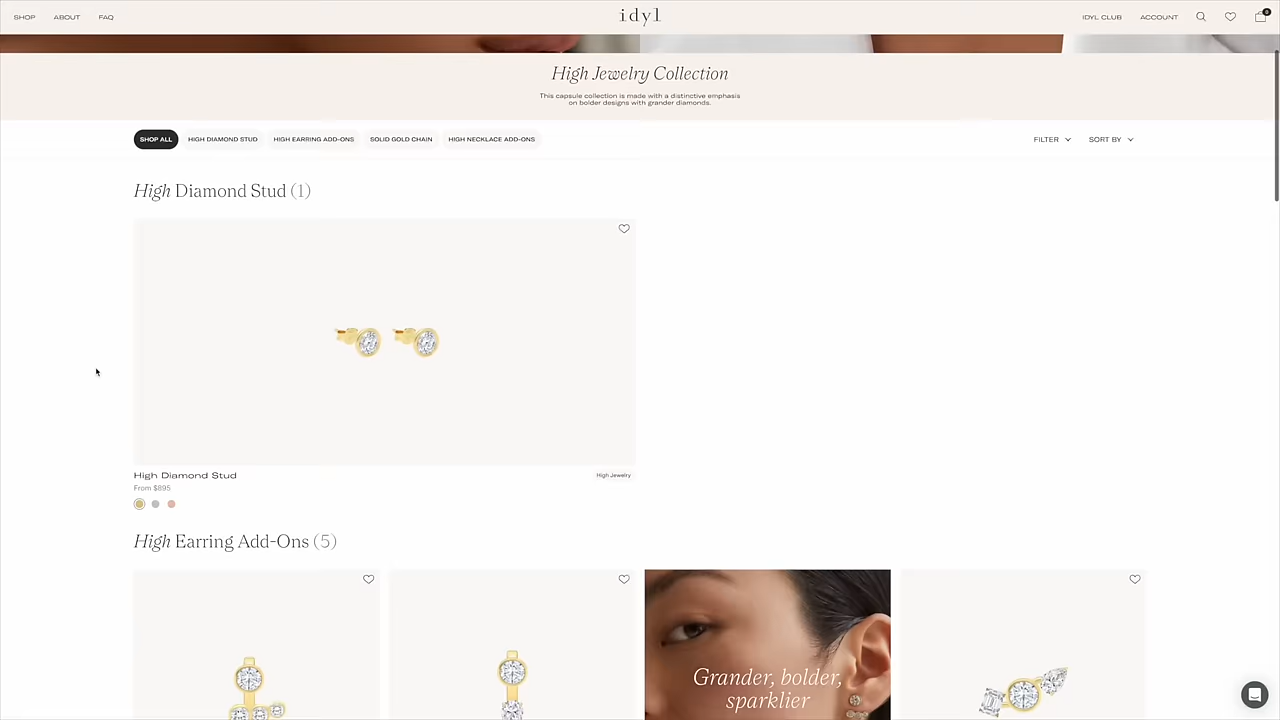 SHOP ABOUT FAQ idyl IDYL CLUB ACCOUNT 0
High Jewelry Collection
This capsule collection is made with a distinctive emphasis
on bolder designs with grander diamonds.
SHOP ALL HIGH DIAMOND STUD HIGH EARRING ADD-ONS SOLID GOLD CHAIN HIGH NECKLACE ADD-ONS FILTER SORT BY
High Diamond Stud (1)
High Diamond Stud High Jewelry
From $895
High Earring Add-Ons (5)
Grander, bolder,
sparklier